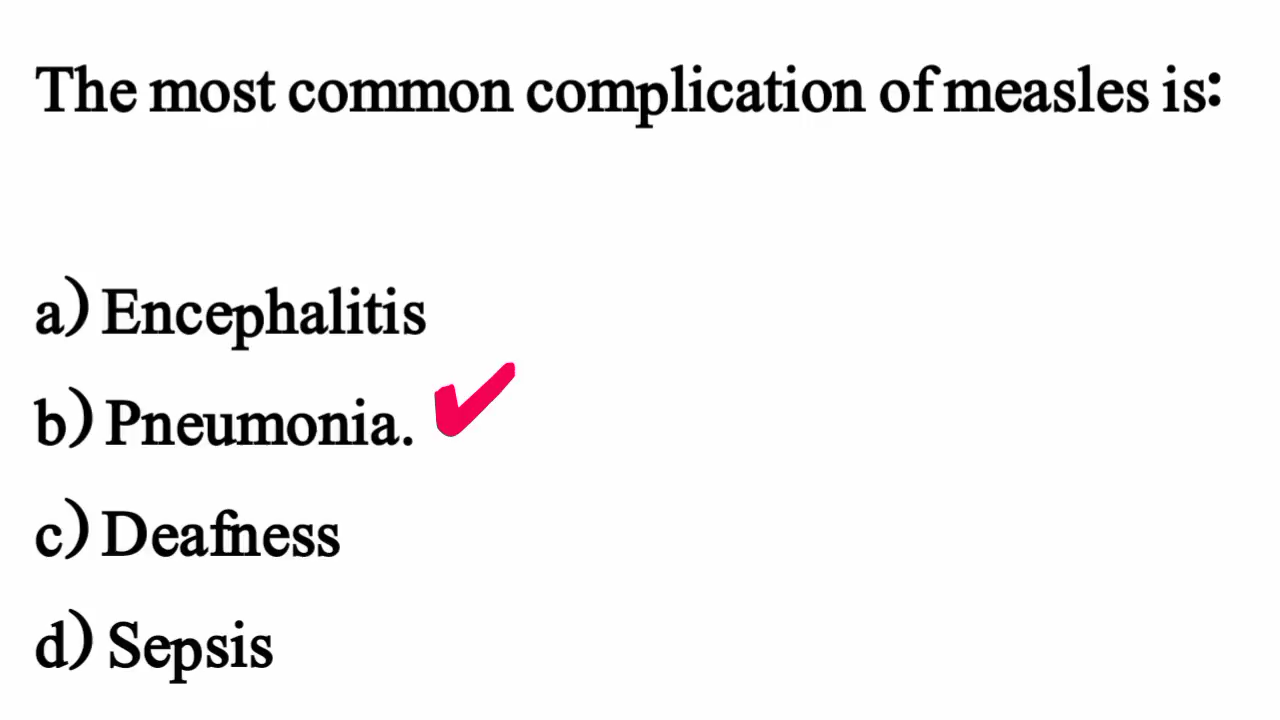 The most common complication of measles is:
a) Encephalitis
b) Pneumonia.
c) Deafness
d) Sepsis